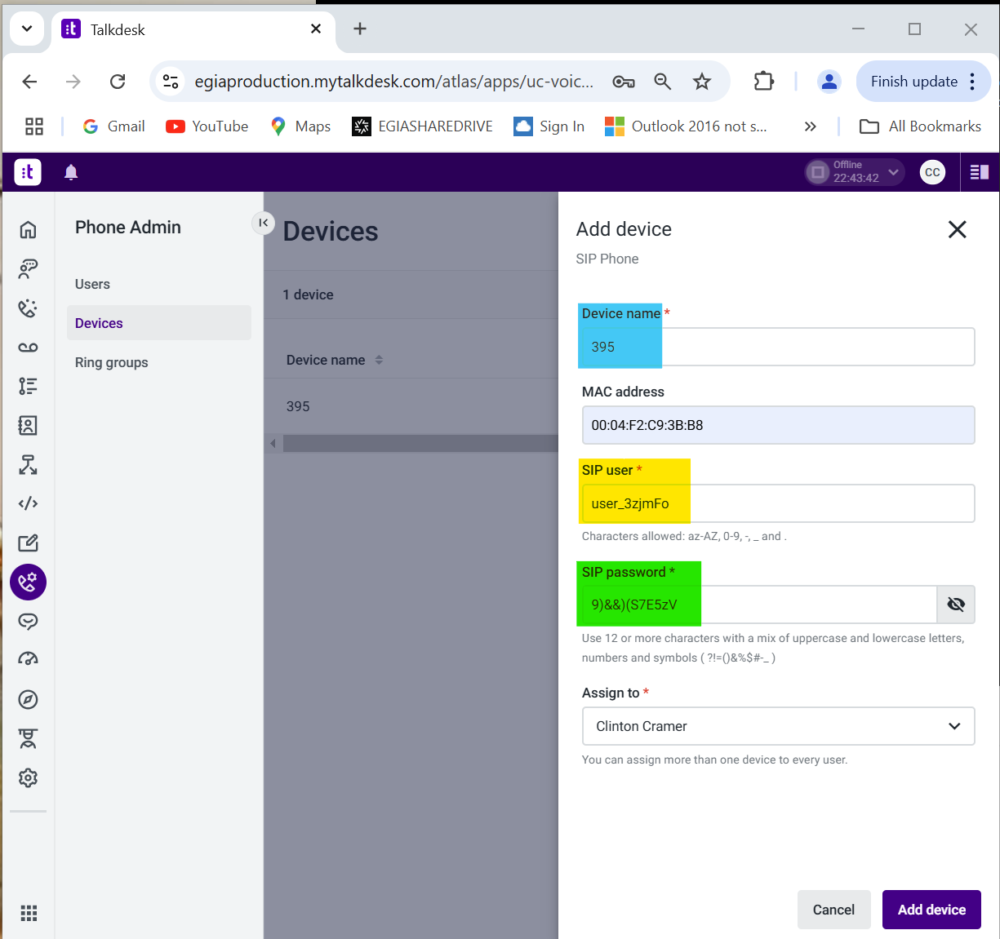 Talkdesk
egiaproduction.mytalkdesk.com/atlas/apps/uc-voic...
Finish update
Gmail
YouTube
Maps
EGIASHAREDRIVE
Sign In
Outlook 2016 not s...
All Bookmarks
:t
Offline
22:43:42
CC
Phone Admin
Users
Devices
Ring groups
Devices
1 device
Device name
395
Add device
SIP Phone
Device name *
395
MAC address
00:04:F2:C9:3B:B8
SIP user *
user_3zjmFo
Characters allowed: az-AZ, 0-9, -, _ and .
SIP password *
9)&&)(S7E5zV
Use 12 or more characters with a mix of uppercase and lowercase letters,
numbers and symbols ( ?!=()&%$#-_ )
Assign to *
Clinton Cramer
You can assign more than one device to every user.
Cancel
Add device